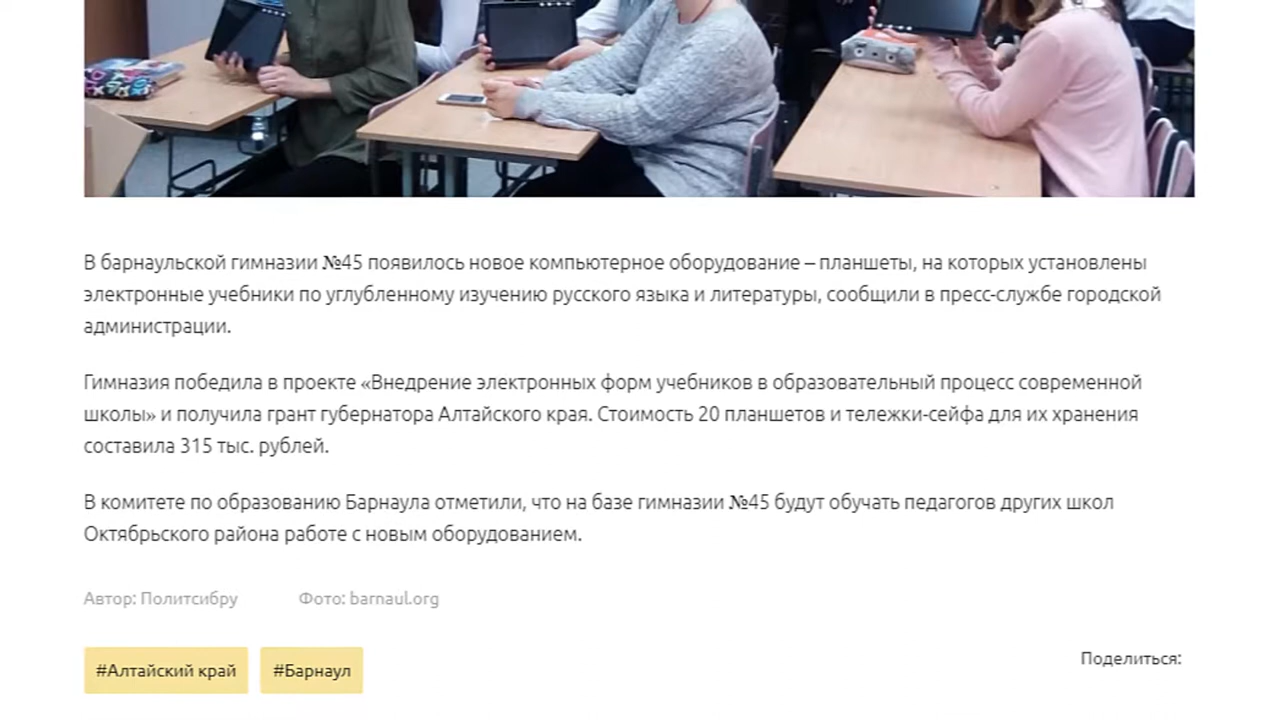 В барнаульской гимназии №45 появилось новое компьютерное оборудование – планшеты, на которых установлены
электронные учебники по углубленному изучению русского языка и литературы, сообщили в пресс-службе городской
администрации.
Гимназия победила в проекте «Внедрение электронных форм учебников в образовательный процесс современной
школы» и получила грант губернатора Алтайского края. Стоимость 20 планшетов и тележки-сейфа для их хранения
составила 315 тыс. рублей.
В комитете по образованию Барнаула отметили, что на базе гимназии №45 будут обучать педагогов других школ
Октябрьского района работе с новым оборудованием.
Автор: Политсибру Фото: barnaul.org
#Алтайский край #Барнаул Поделиться: